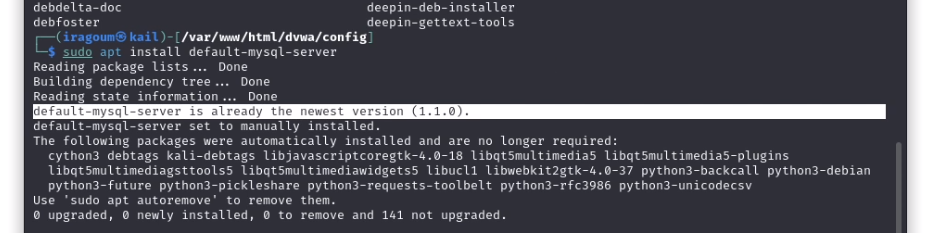 debdelta-doc deepin-deb-installer
debfoster deepin-gettext-tools
┌──(iragoum㉿kail)-[/var/www/html/dvwa/config]
└─$ sudo apt install default-mysql-server
Reading package lists... Done
Building dependency tree... Done
Reading state information... Done
default-mysql-server is already the newest version (1.1.0).
default-mysql-server set to manually installed.
The following packages were automatically installed and are no longer required:
cython3 debtags kali-debtags libjavascriptcoregtk-4.0-18 libqt5multimedia5 libqt5multimedia5-plugins
libqt5multimediagsttools5 libqt5multimediawidgets5 libucl1 libwebkit2gtk-4.0-37 python3-backcall python3-debian
python3-future python3-pickleshare python3-requests-toolbelt python3-rfc3986 python3-unicodecsv
Use 'sudo apt autoremove' to remove them.
0 upgraded, 0 newly installed, 0 to remove and 141 not upgraded.